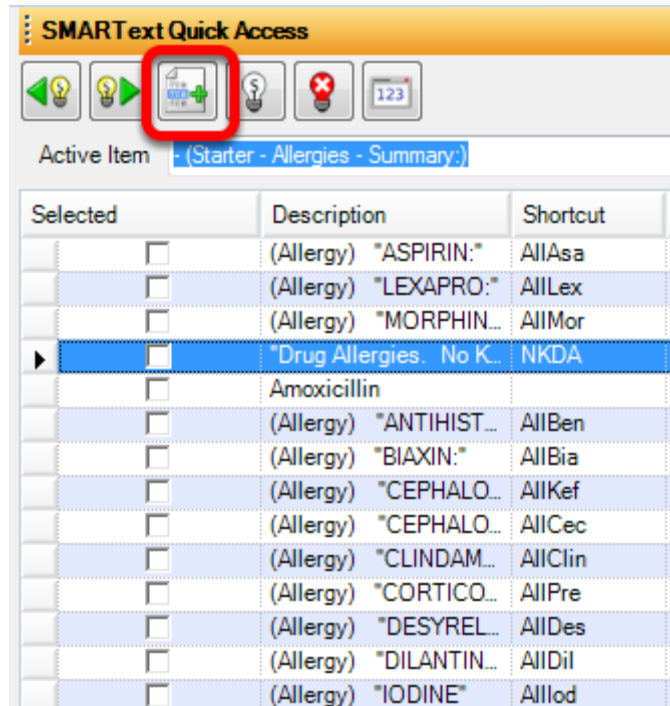 SMARText Quick Access
123
Active Item - (Starter - Allergies - Summary:)
Selected Description Shortcut
(Allergy) "ASPIRIN:" AllAsa
(Allergy) "LEXAPRO:" AllLex
(Allergy) "MORPHIN... AllMor
"Drug Allergies. No K... NKDA
Amoxicillin
(Allergy) "ANTIHIST... AllBen
(Allergy) "BIAXIN:" AllBia
(Allergy) "CEPHALO... AllKef
(Allergy) "CEPHALO... AllCec
(Allergy) "CLINDAM... AllClin
(Allergy) "CORTICO... AllPre
(Allergy) "DESYREL... AllDes
(Allergy) "DILANTIN... AllDil
(Allergy) "IODINE" AllIod